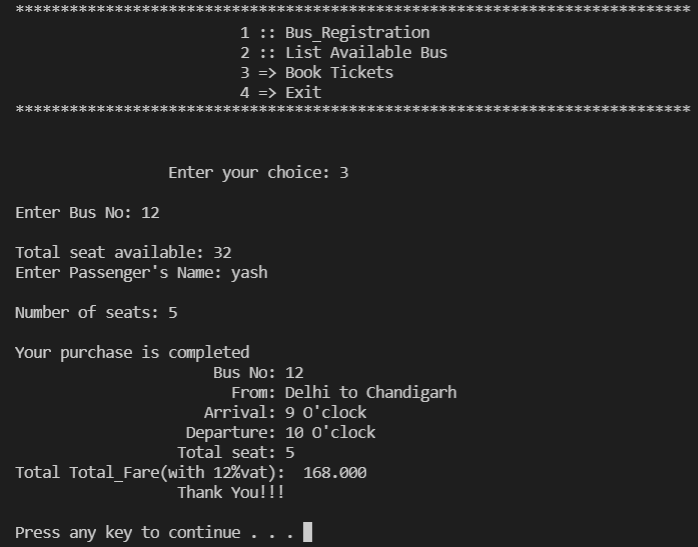 ***************************************************************************
1 :: Bus_Registration
2 :: List Available Bus
3 => Book Tickets
4 => Exit
***************************************************************************
Enter your choice: 3
Enter Bus No: 12
Total seat available: 32
Enter Passenger's Name: yash
Number of seats: 5
Your purchase is completed
Bus No: 12
From: Delhi to Chandigarh
Arrival: 9 O'clock
Departure: 10 O'clock
Total seat: 5
Total Total_Fare(with 12%vat):  168.000
Thank You!!!
Press any key to continue . . .